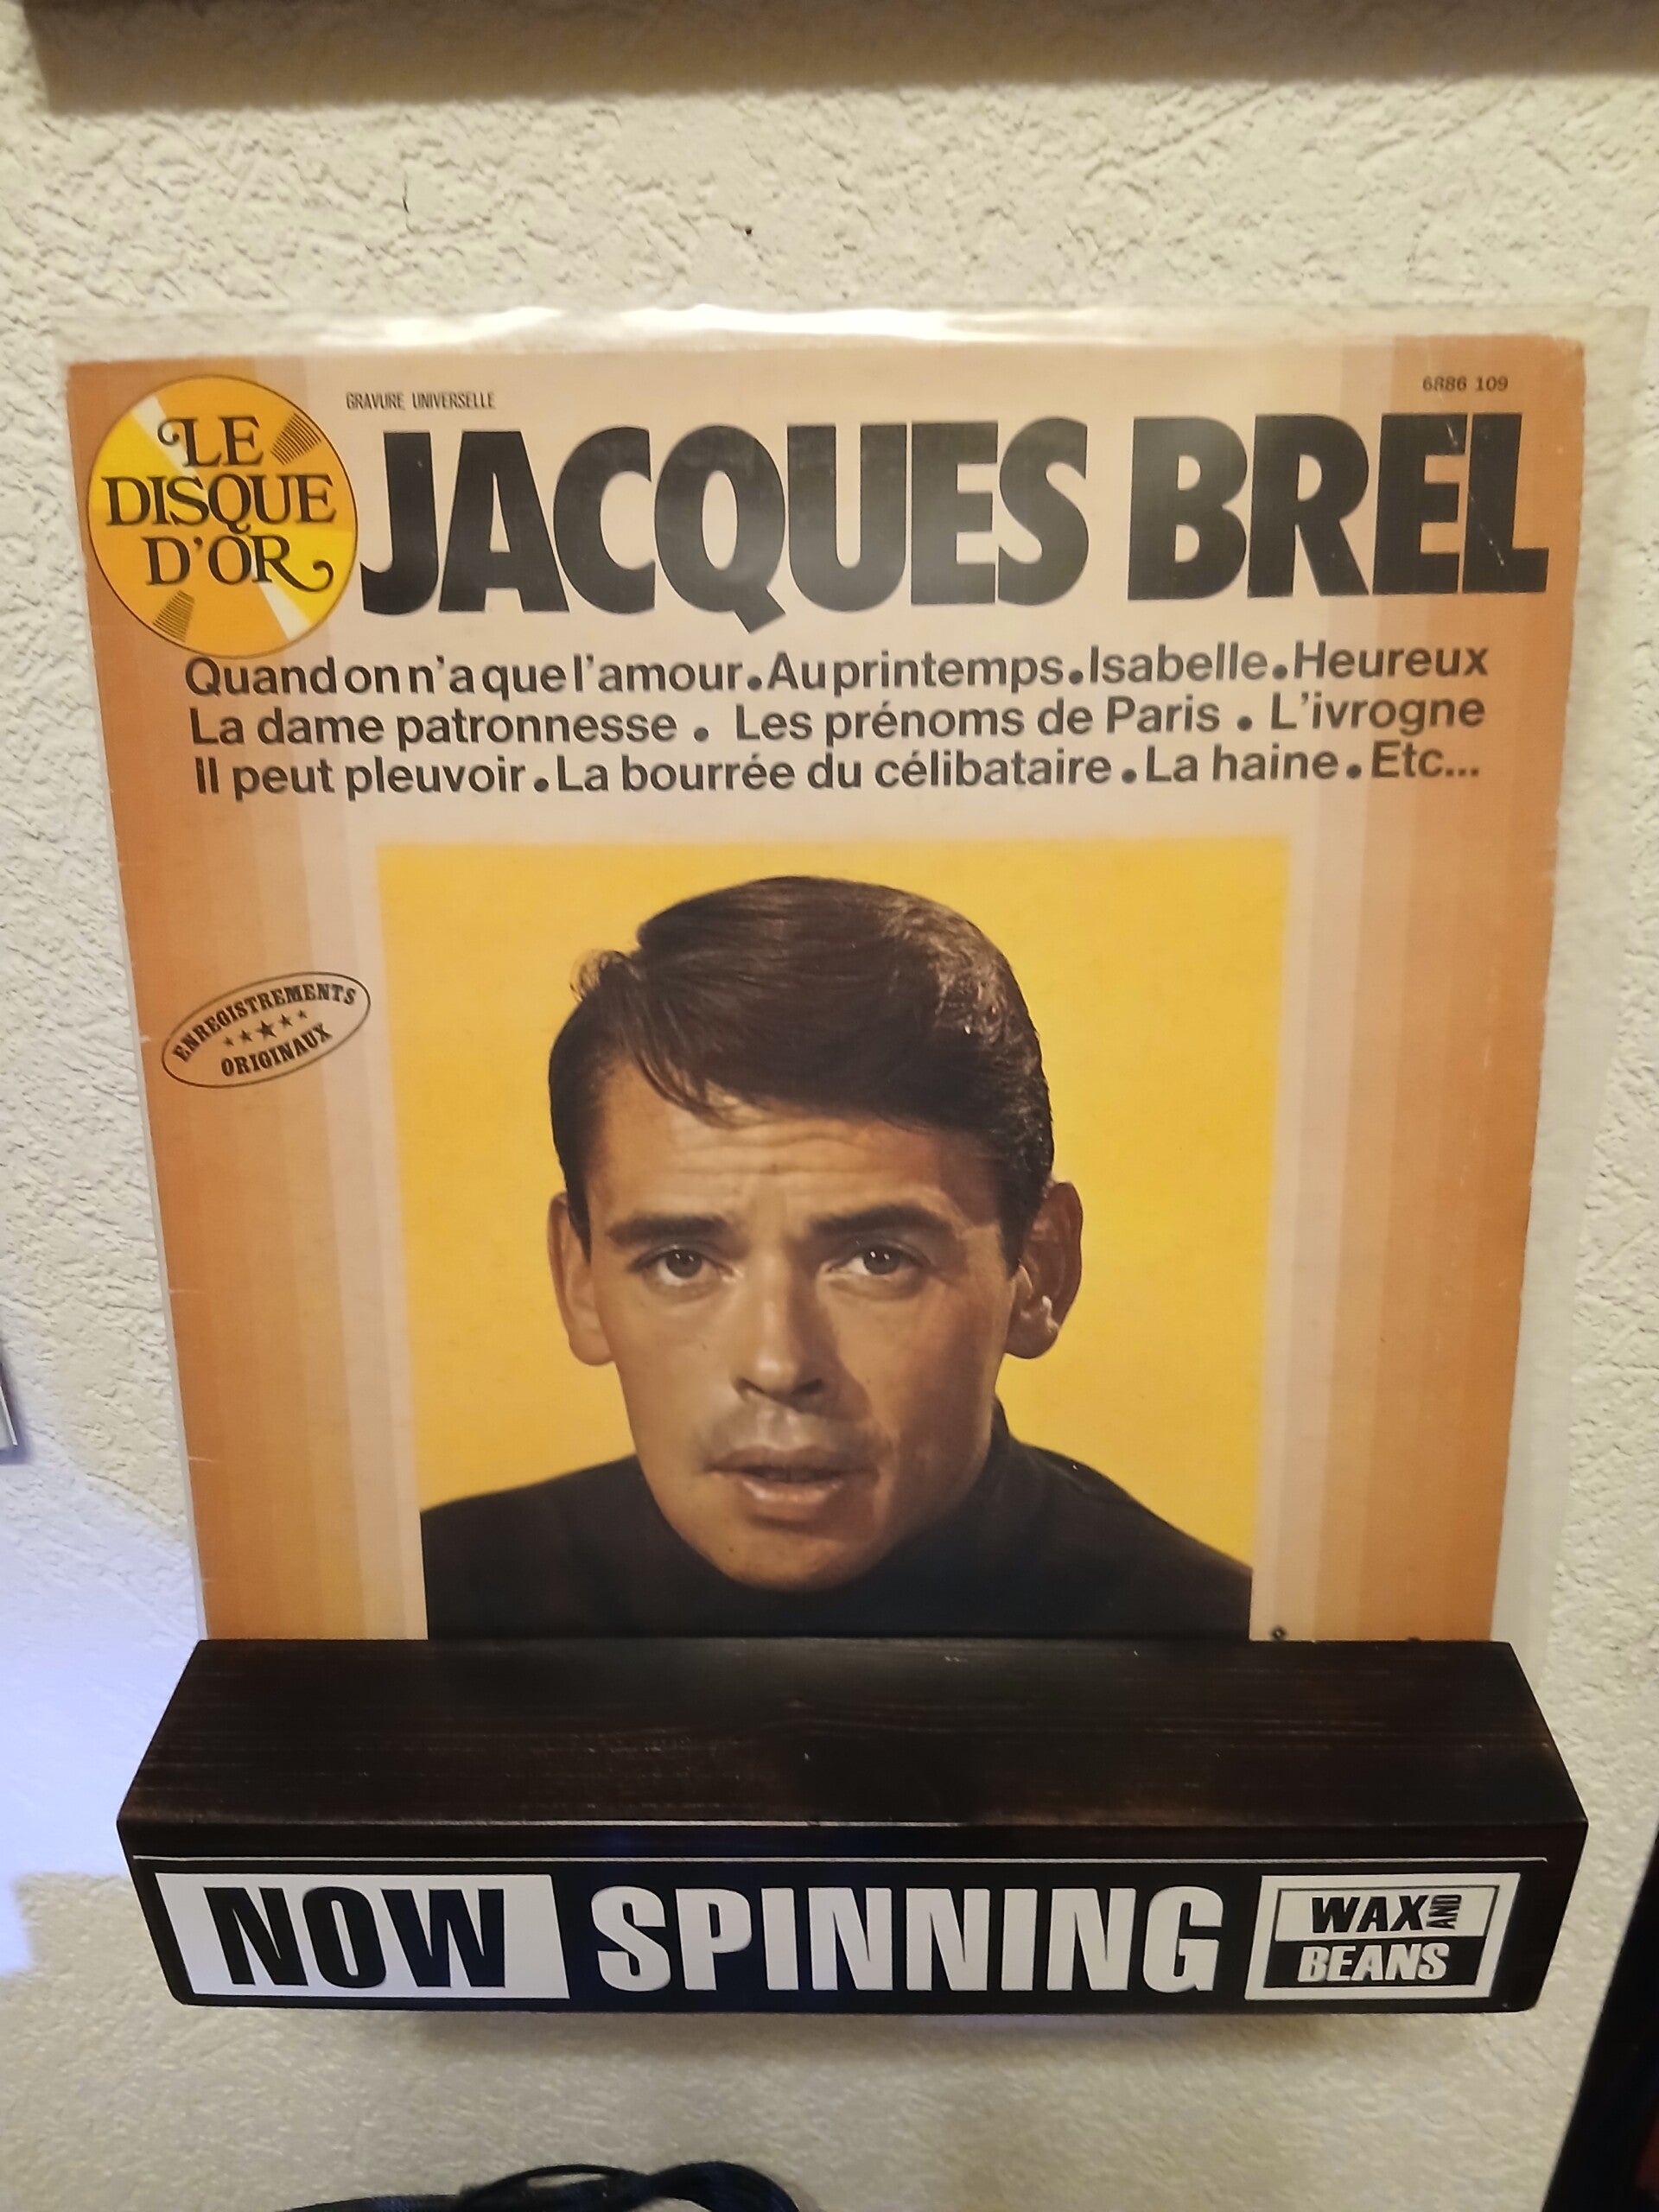 LE
DISQUE
D'OR
GRAVURE UNIVERSELLE
6886 109
JACQUES BREL
Quand on n'a que l'amour • Au printemps • Isabelle • Heureux
La dame patronnesse • Les prénoms de Paris • L'ivrogne
Il peut pleuvoir • La bourrée du célibataire • La haine • Etc...
ENREGISTREMENTS
ORIGINAUX
NOW SPINNING
WAX AND
BEANS